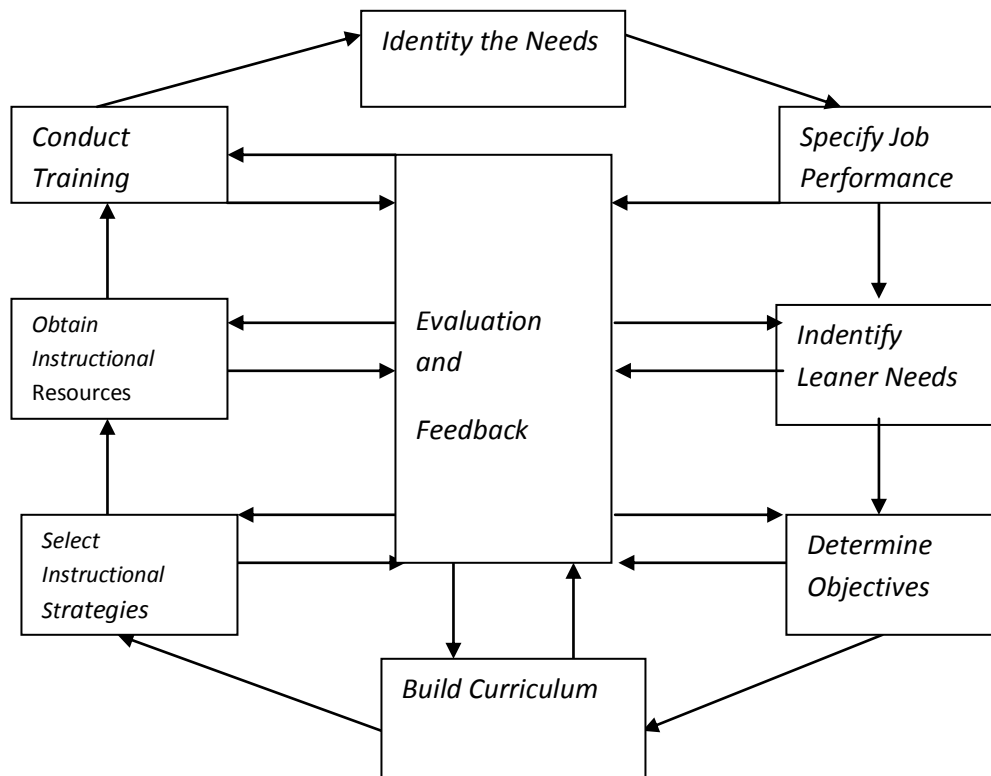 Identity the Needs
Conduct
Training
Specify Job
Performance
Evaluation
and
Feedback
Obtain
Instructional
Resources
Indentify
Leaner Needs
Select
Instructional
Strategies
Determine
Objectives
Build Curriculum